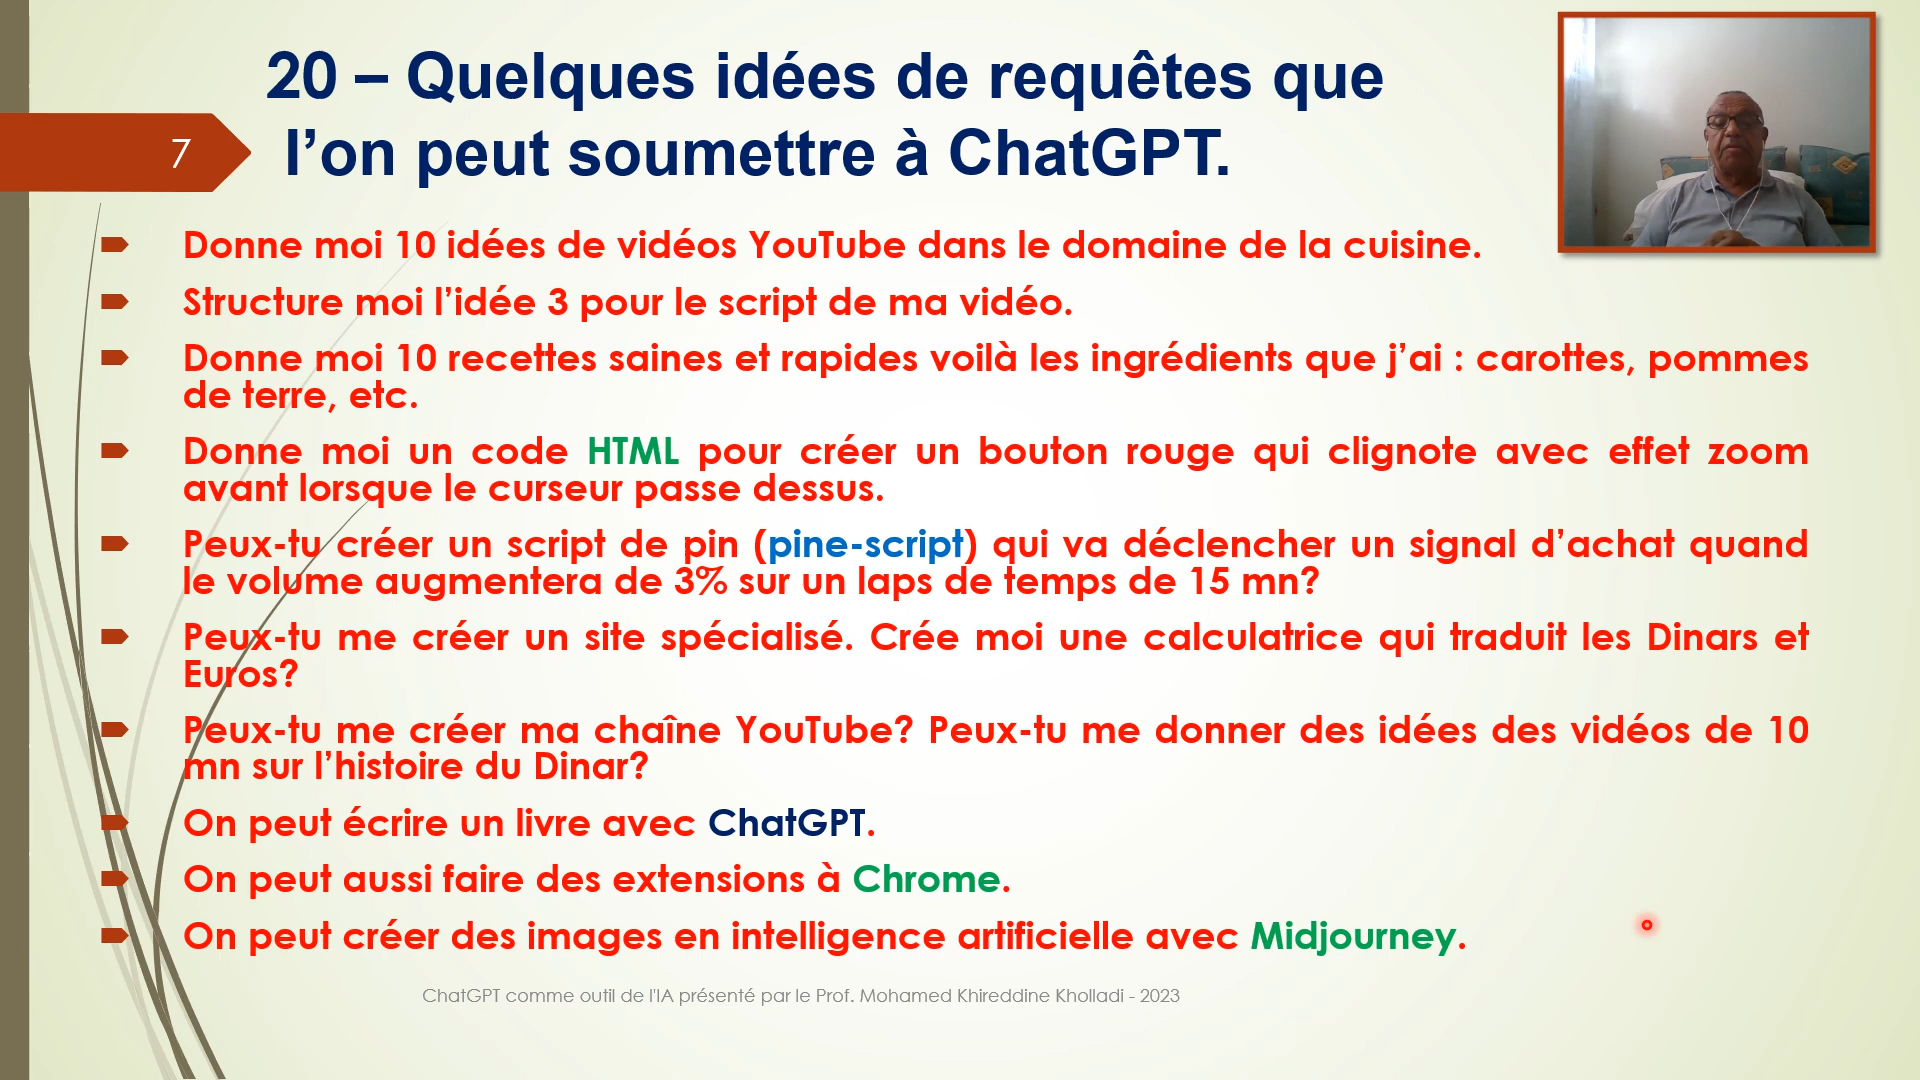 20 – Quelques idées de requêtes que
l’on peut soumettre à ChatGPT.
7
Donne moi 10 idées de vidéos YouTube dans le domaine de la cuisine.
Structure moi l’idée 3 pour le script de ma vidéo.
Donne moi 10 recettes saines et rapides voilà les ingrédients que j’ai : carottes, pommes
de terre, etc.
Donne moi un code HTML pour créer un bouton rouge qui clignote avec effet zoom
avant lorsque le curseur passe dessus.
Peux-tu créer un script de pin (pine-script) qui va déclencher un signal d’achat quand
le volume augmentera de 3% sur un laps de temps de 15 mn?
Peux-tu me créer un site spécialisé. Crée moi une calculatrice qui traduit les Dinars et
Euros?
Peux-tu me créer ma chaîne YouTube? Peux-tu me donner des idées des vidéos de 10
mn sur l’histoire du Dinar?
On peut écrire un livre avec ChatGPT.
On peut aussi faire des extensions à Chrome.
On peut créer des images en intelligence artificielle avec Midjourney.
ChatGPT comme outil de l'IA présenté par le Prof. Mohamed Khireddine Kholladi - 2023